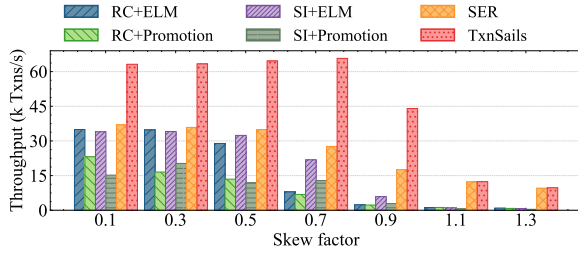 RC+ELM SI+ELM SER
RC+Promotion SI+Promotion TxnSails
Throughput (k Txns/s)
60
45
30
15
0
0.1 0.3 0.5 0.7 0.9 1.1 1.3
Skew factor